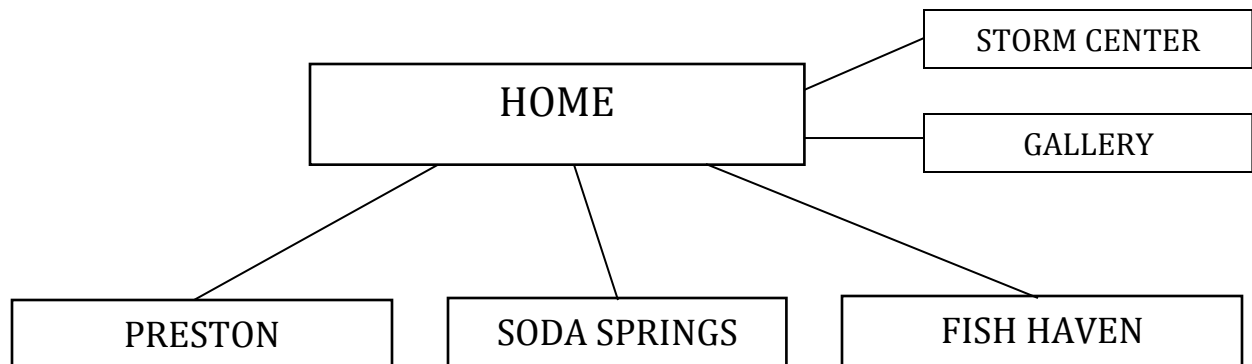 STORM CENTER
HOME
GALLERY
PRESTON
SODA SPRINGS
FISH HAVEN